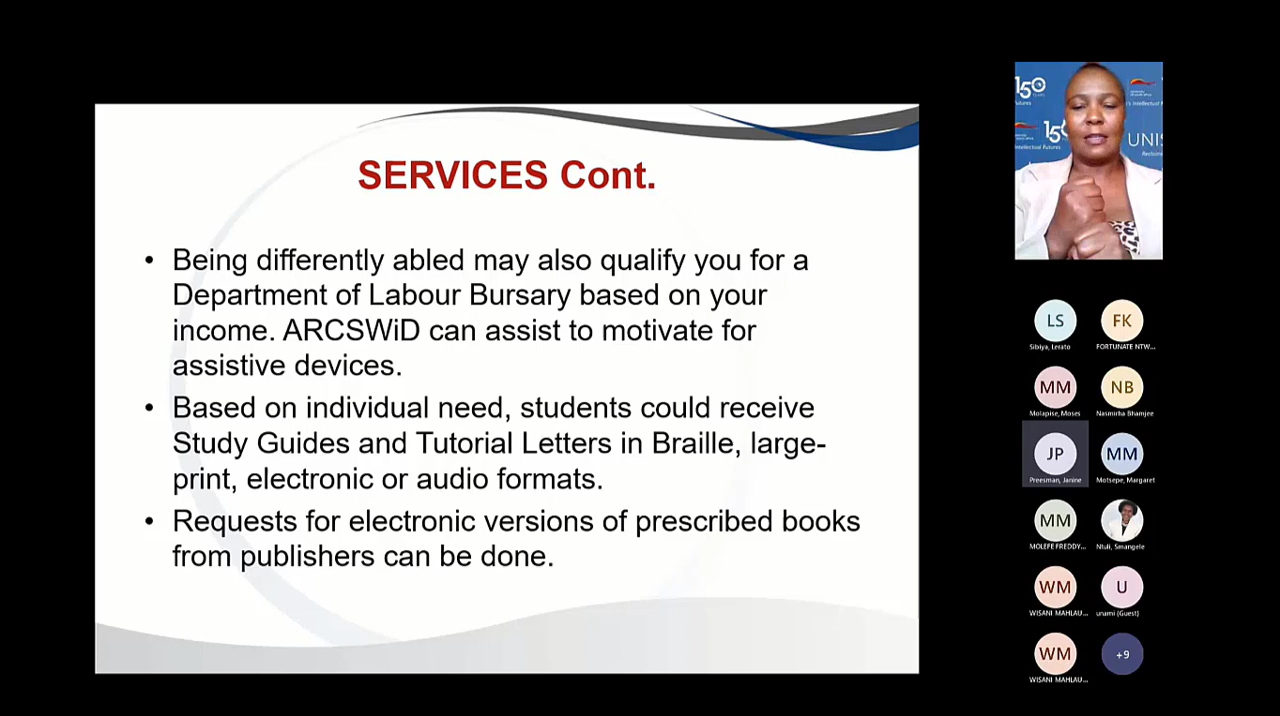 SERVICES Cont.
• Being differently abled may also qualify you for a
Department of Labour Bursary based on your
income. ARCSWiD can assist to motivate for
assistive devices.
• Based on individual need, students could receive
Study Guides and Tutorial Letters in Braille, large-
print, electronic or audio formats.
• Requests for electronic versions of prescribed books
from publishers can be done.
150
UNIS
LS
FK
Sibiya, Lerato
FORTUNATE NTW...
MM
NB
Molapise, Moses
Nasmirha Bhamjee
JP
MM
Preesman, Janine
Motsepe, Margaret
MM
MOLEPE FREDDY...
Ntuli, Smangele
WM
U
WISANI MAHLAU...
unami (Guest)
WM
+9
WISANI MAHLAU...